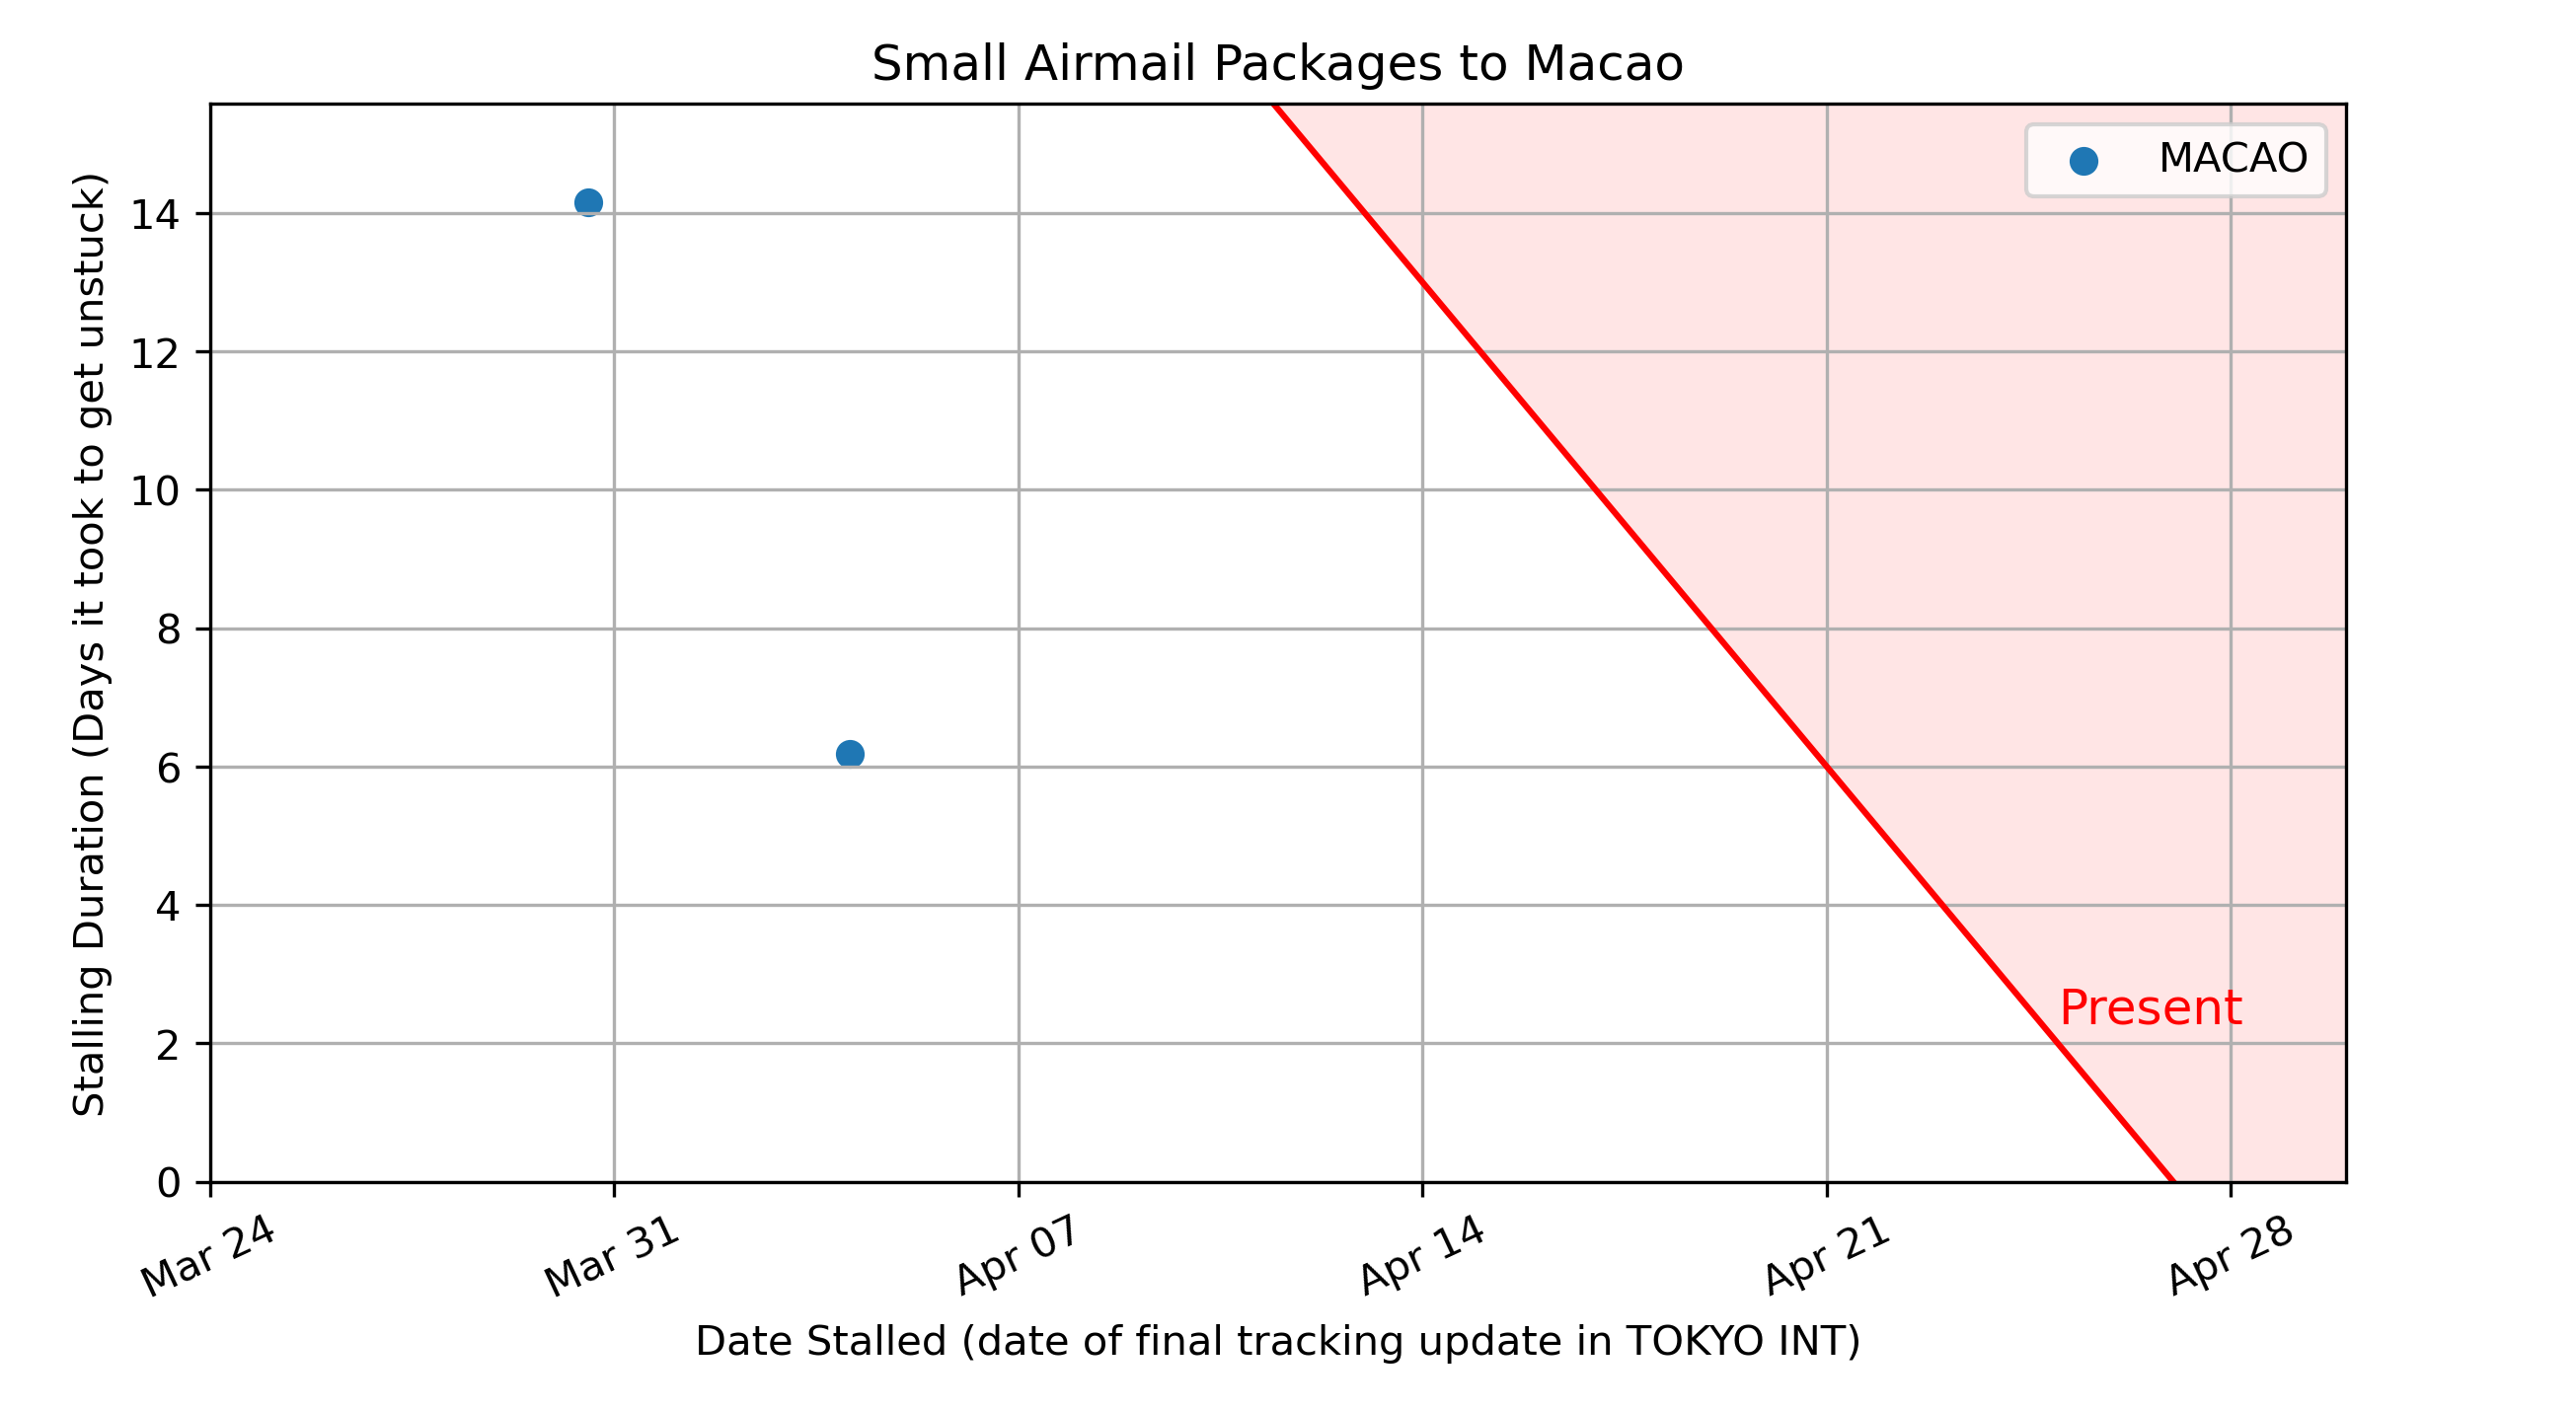 Small Airmail Packages to Macao
MACAO
Stalling Duration (Days it took to get unstuck)
14
12
10
8
6
4
2
0
Present
Mar 24
Mar 31
Apr 07
Apr 14
Apr 21
Apr 28
Date Stalled (date of final tracking update in TOKYO INT)